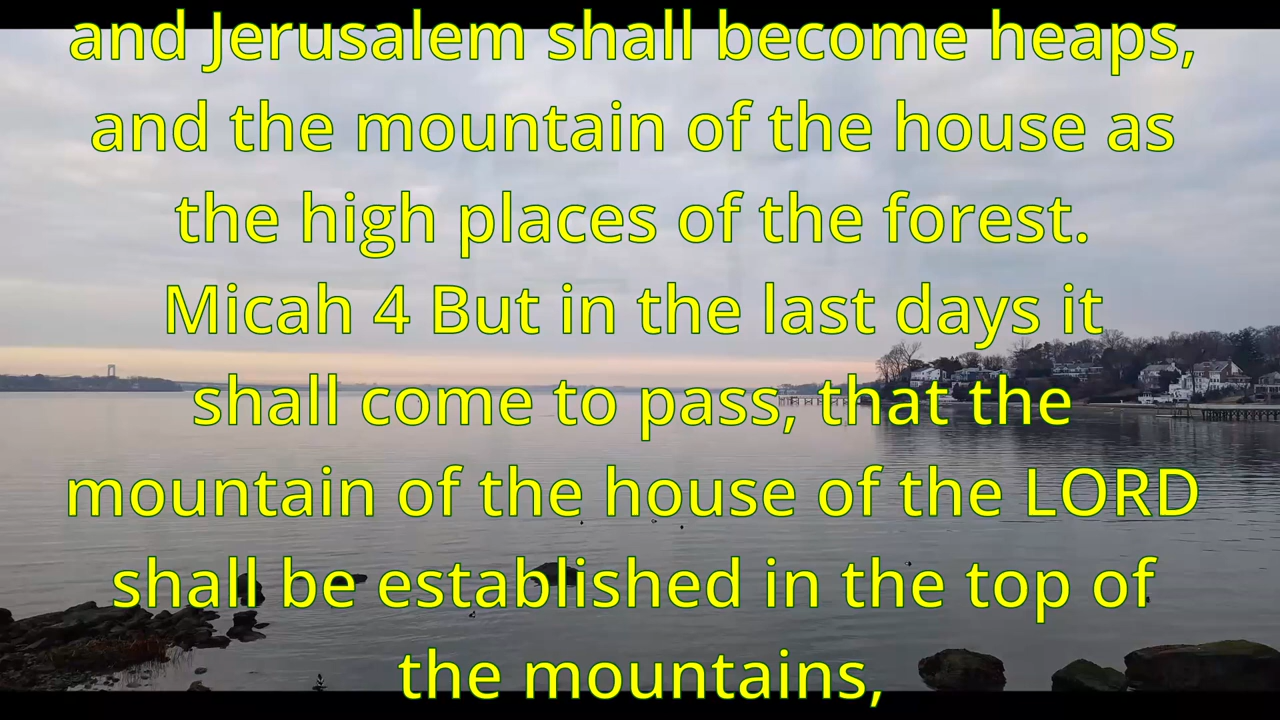 and Jerusalem shall become heaps,
and the mountain of the house as
the high places of the forest.
Micah 4 But in the last days it
shall come to pass, that the
mountain of the house of the LORD
shall be established in the top of
the mountains,